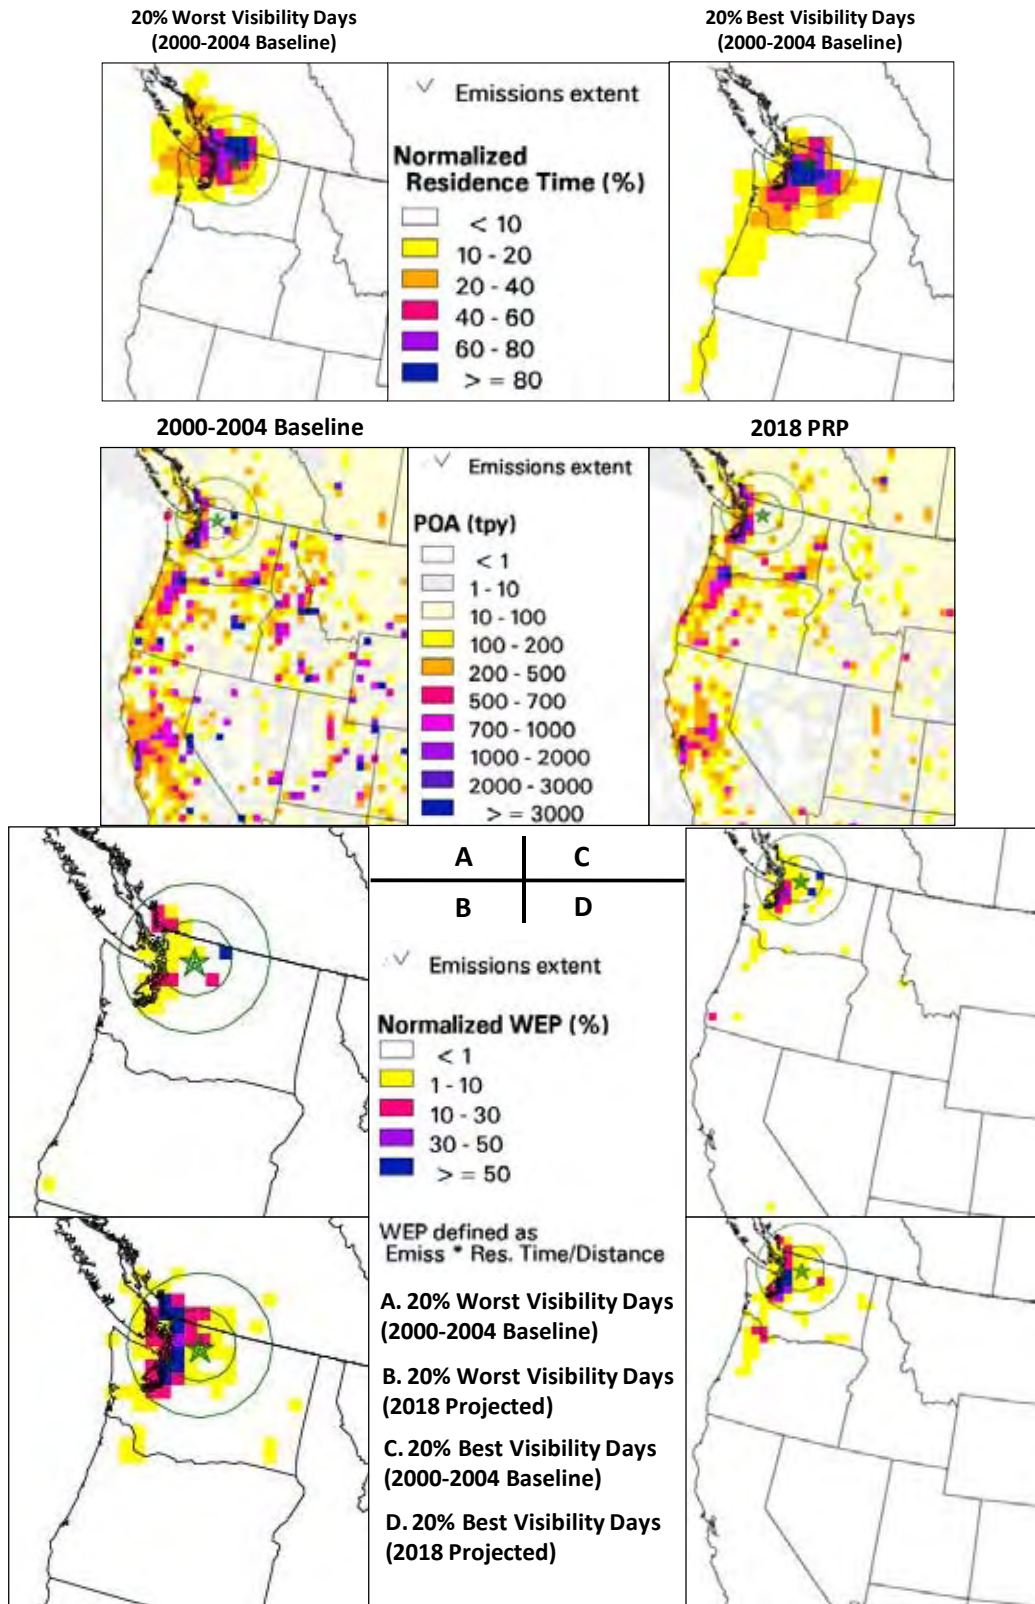 20% Worst Visibility Days
(2000-2004 Baseline)
20% Best Visibility Days
(2000-2004 Baseline)
Emissions extent
Normalized
Residence Time (%)
< 10
10 - 20
20 - 40
40 - 60
60 - 80
> = 80
2000-2004 Baseline
2018 PRP
Emissions extent
POA (tpy)
< 1
1 - 10
10 - 100
100 - 200
200 - 500
500 - 700
700 - 1000
1000 - 2000
2000 - 3000
> = 3000
A C
B D
Emissions extent
Normalized WEP (%)
< 1
1 - 10
10 - 30
30 - 50
> = 50
WEP defined as
Emiss * Res. Time/Distance
A. 20% Worst Visibility Days
(2000-2004 Baseline)
B. 20% Worst Visibility Days
(2018 Projected)
C. 20% Best Visibility Days
(2000-2004 Baseline)
D. 20% Best Visibility Days
(2018 Projected)